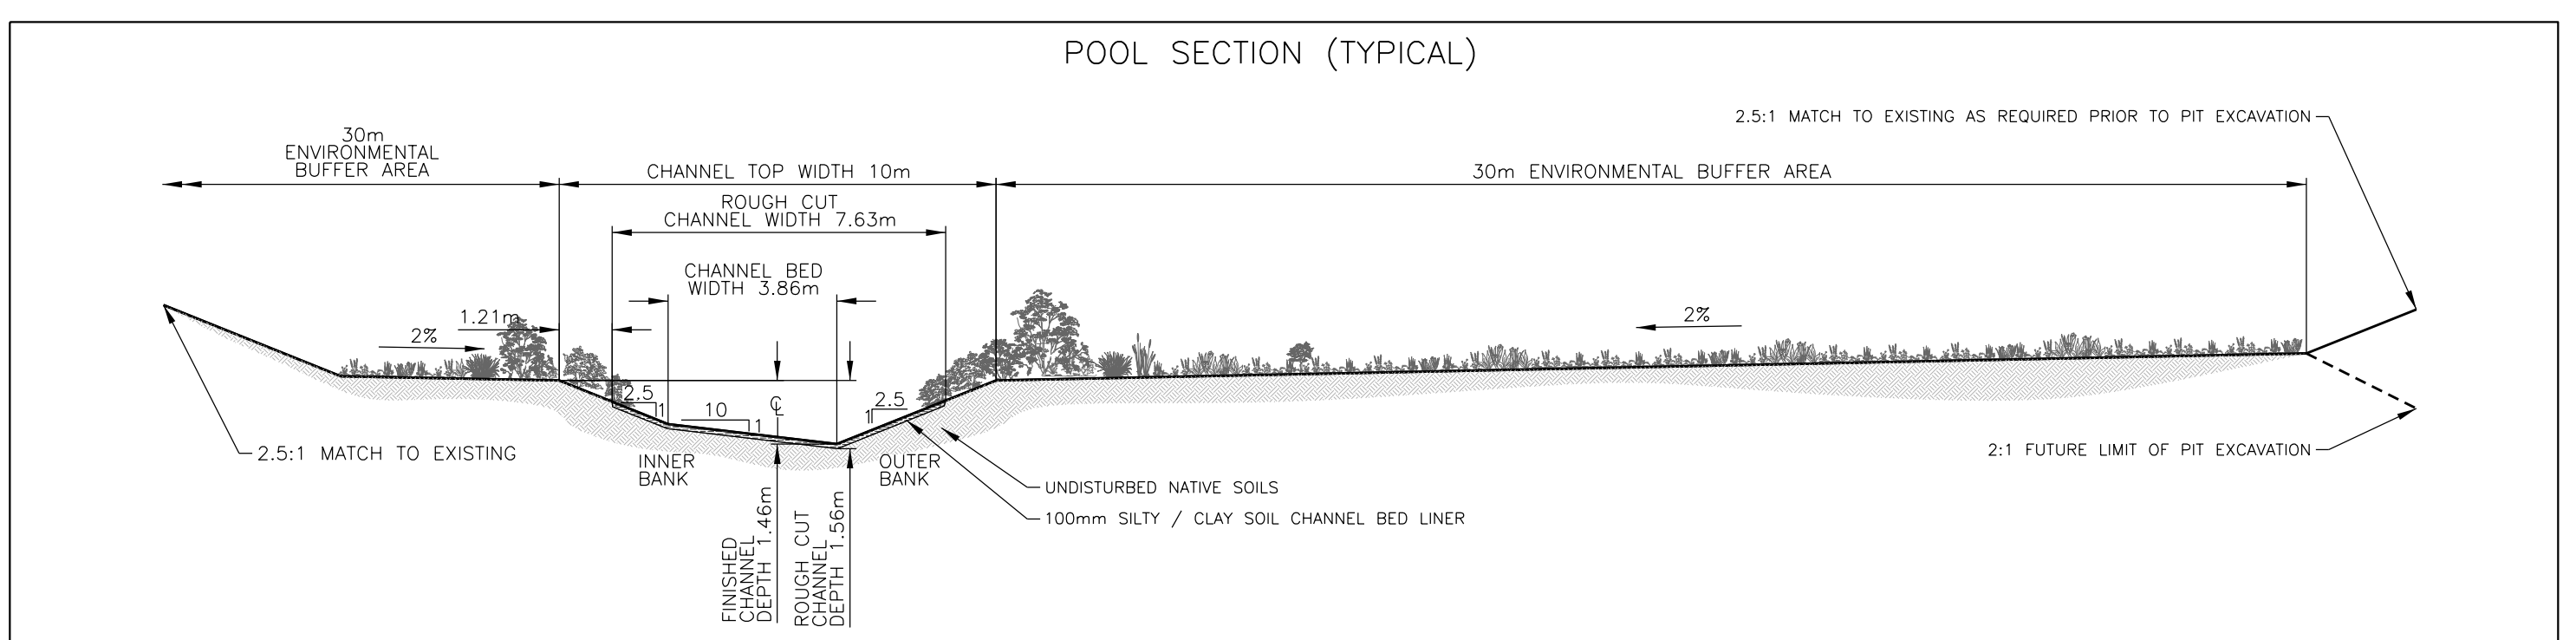 POOL SECTION (TYPICAL)
2.5:1 MATCH TO EXISTING AS REQUIRED PRIOR TO PIT EXCAVATION
30m
ENVIRONMENTAL
BUFFER AREA
CHANNEL TOP WIDTH 10m
30m ENVIRONMENTAL BUFFER AREA
ROUGH CUT
CHANNEL WIDTH 7.63m
CHANNEL BED
WIDTH 3.86m
1.21m
2%
2%
2.5
1
10
1
℄
2.5
1
2.5:1 MATCH TO EXISTING
INNER
BANK
OUTER
BANK
2:1 FUTURE LIMIT OF PIT EXCAVATION
UNDISTURBED NATIVE SOILS
100mm SILTY / CLAY SOIL CHANNEL BED LINER
FINISHED
CHANNEL
DEPTH 1.46m
ROUGH CUT
CHANNEL
DEPTH 1.56m